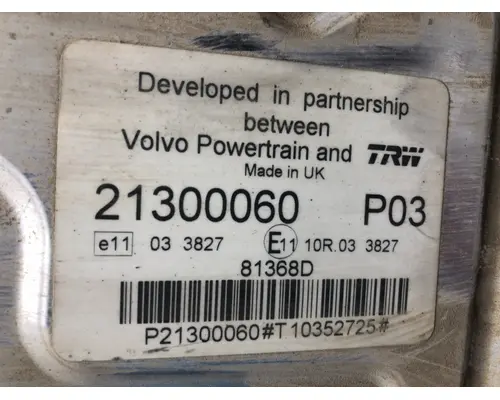 Developed in partnership
between
Volvo Powertrain and TRW
Made in UK
21300060 P03
e11 03 3827 E11 10R.03 3827
81368D
P21300060#T10352725#